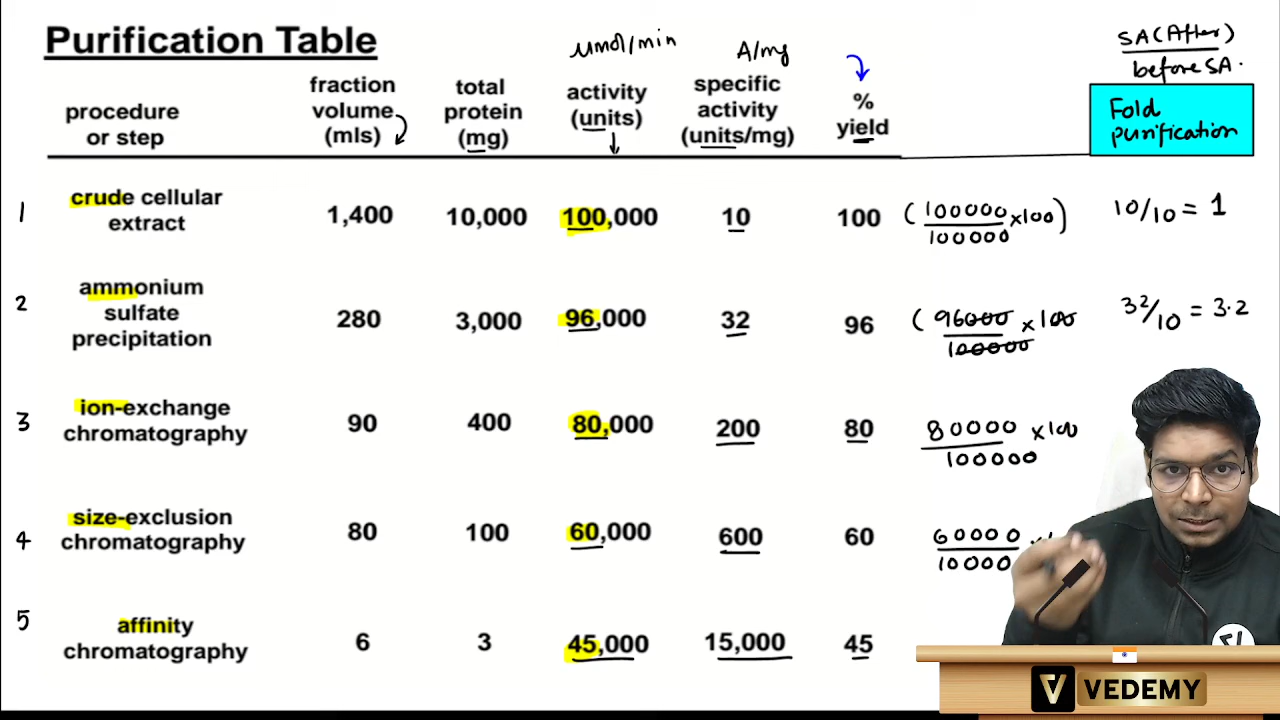 Purification Table
µmol/min
A/mg
SA (After)
before SA.
procedure or step
fraction volume (mls)
total protein (mg)
activity (units)
specific activity (units/mg)
% yield
Fold purification
1 crude cellular extract 1,400 10,000 100,000 10 100 (100000/100000 x100) 10/10 = 1
2 ammonium sulfate precipitation 280 3,000 96,000 32 96 (96000/100000 x 100 32/10 = 3.2
3 ion-exchange chromatography 90 400 80,000 200 80 80000/100000 x100
4 size-exclusion chromatography 80 100 60,000 600 60 60000/10000
5 affinity chromatography 6 3 45,000 15,000 45
VEDEMY